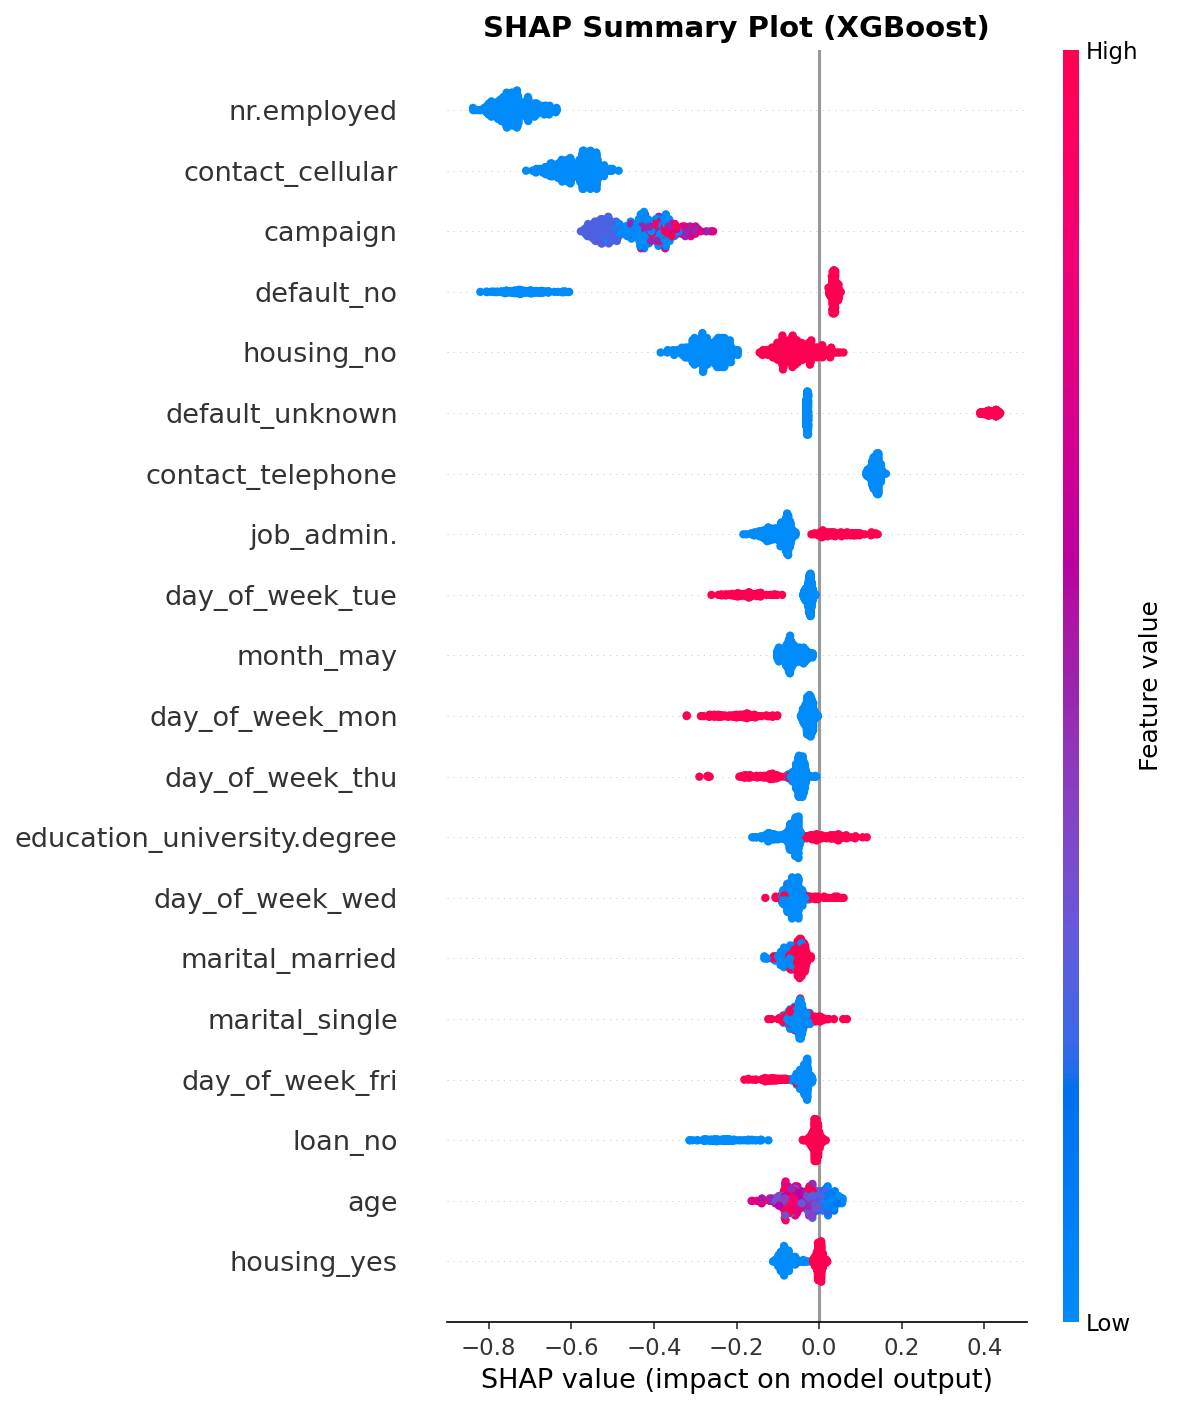 SHAP Summary Plot (XGBoost)
High
nr.employed
contact_cellular
campaign
default_no
housing_no
default_unknown
contact_telephone
job_admin.
day_of_week_tue
month_may
day_of_week_mon
day_of_week_thu
education_university.degree
day_of_week_wed
marital_married
marital_single
day_of_week_fri
loan_no
age
housing_yes
Feature value
Low
−0.8 −0.6 −0.4 −0.2 0.0 0.2 0.4
SHAP value (impact on model output)